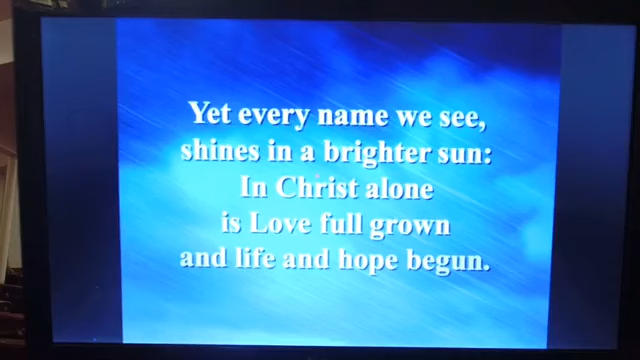 Yet every name we see,
shines in a brighter sun:
In Christ alone
is Love full grown
and life and hope begun.